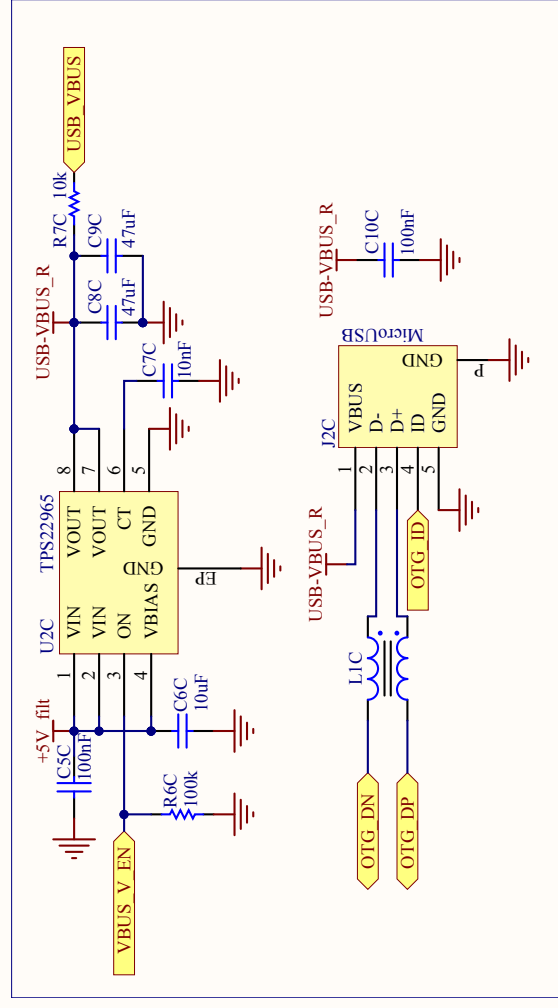 USB_VBUS
R7C 10k
USB-VBUS_R
C8C
47uF
C9C
47uF
C7C
10nF
U2C
TPS22965
1
VIN
2
VIN
3
ON
4
VBIAS
8
VOUT
7
VOUT
6
CT
5
GND
GND
EP
+5V_filt
C5C
100nF
C6C
10uF
R6C
100k
VBUS_V_EN
USB-VBUS_R
C10C
100nF
J2C
MicroUSB
1
VBUS
2
D-
3
D+
4
ID
5
GND
GND
P
USB-VBUS_R
OTG_ID
L1C
OTG_DN
OTG_DP